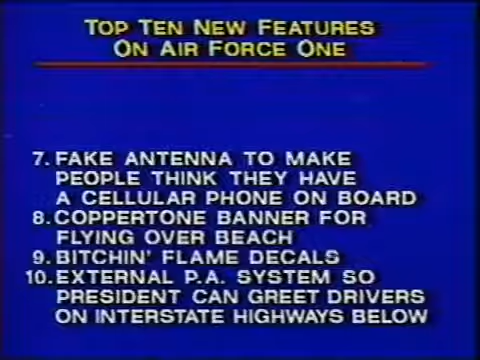 TOP TEN NEW FEATURES
ON AIR FORCE ONE
7. FAKE ANTENNA TO MAKE
PEOPLE THINK THEY HAVE
A CELLULAR PHONE ON BOARD
8. COPPERTONE BANNER FOR
FLYING OVER BEACH
9. BITCHIN' FLAME DECALS
10. EXTERNAL P.A. SYSTEM SO
PRESIDENT CAN GREET DRIVERS
ON INTERSTATE HIGHWAYS BELOW